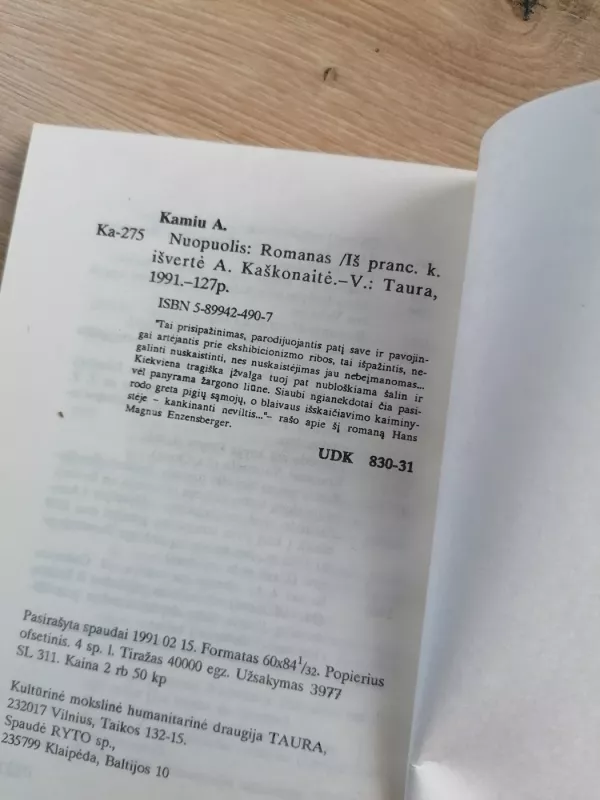 Kamiu A.
Ka-275
Nuopuolis: Romanas /Iš pranc. k.
išvertė A. Kaškonaitė.–V.: Taura,
1991.–127p.
ISBN 5-89942-490-7
"Tai prisipažinimas, parodijuojantis patį save ir pavojin-
gai artėjantis prie ekshibicionizmo ribos, tai išpažintis, ne-
galinti nuskaistinti, nes nuskaistėjimas jau nebeįmanomas...
Kiekviena tragiška įžvalga tuoj pat nubloškiama šalin ir
vėl panyrama žargono liūne. Siaubi ngianekdotai čia pasi-
rodo greta pigių sąmojų, o blaivaus išskaičiavimo kaiminy-
stėje – kankinanti neviltis..."– rašo apie šį romaną Hans
Magnus Enzensberger.
UDK 830-31
Pasirašyta spaudai 1991 02 15. Formatas 60x84¹/₃₂. Popierius
ofsetinis. 4 sp. l. Tiražas 40000 egz. Užsakymas 3977
SL 311. Kaina 2 rb 50 kp
Kultūrinė mokslinė humanitarinė draugija TAURA,
232017 Vilnius, Taikos 132-15.
Spaudė RYTO sp.,
235799 Klaipėda, Baltijos 10